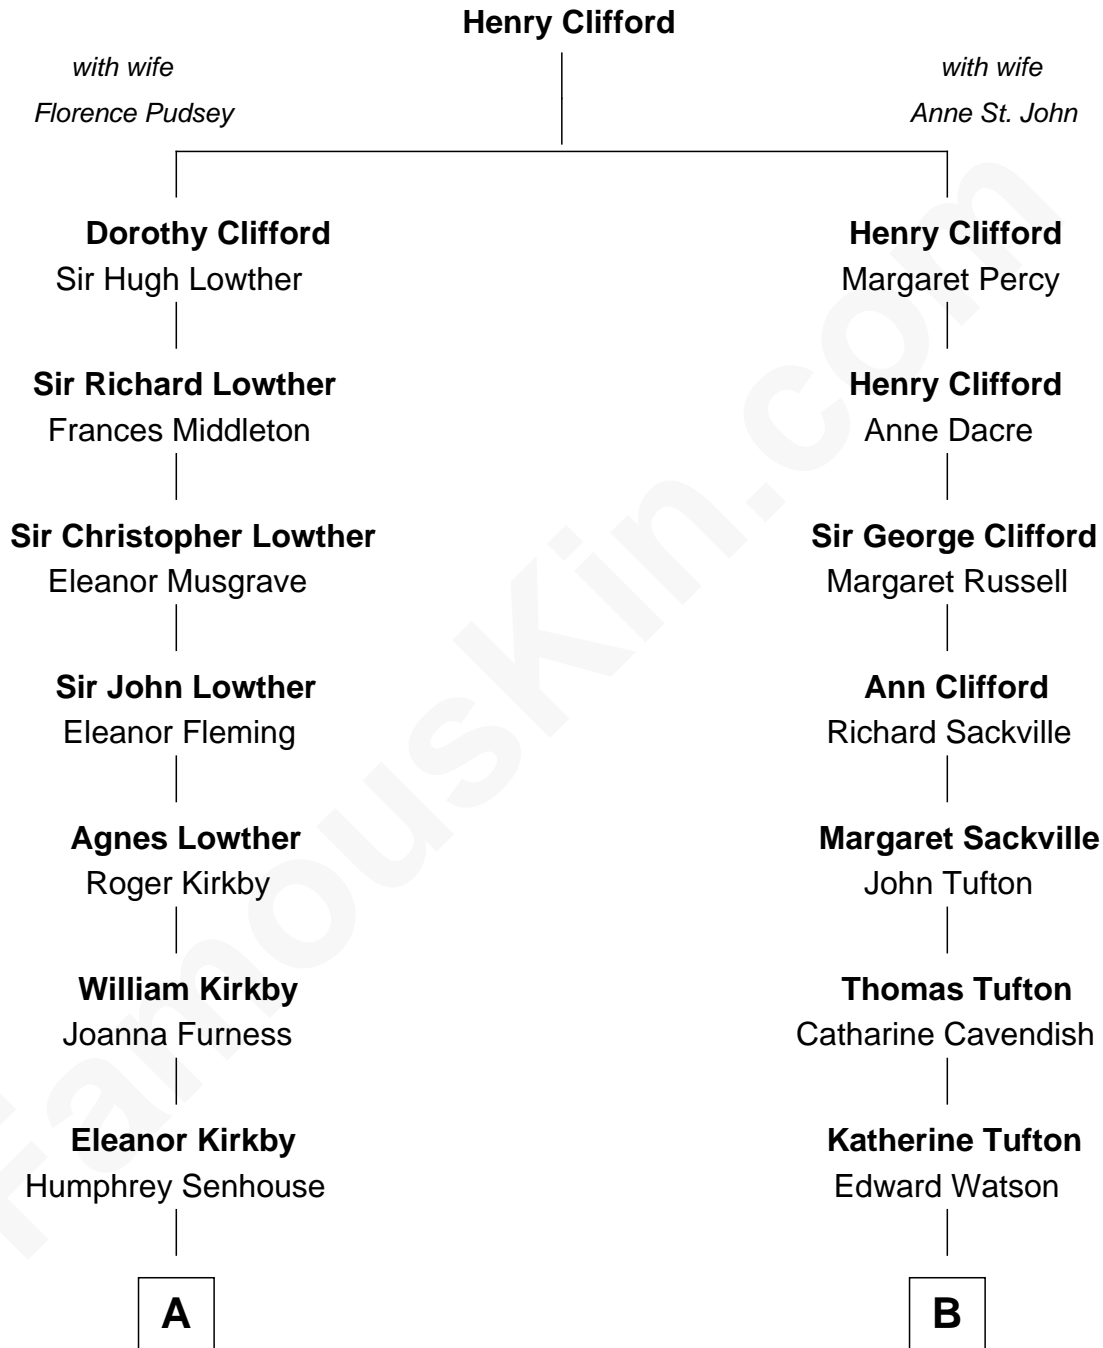 Henry Clifford
with wife
Florence Pudsey
with wife
Anne St. John
Dorothy Clifford
Sir Hugh Lowther
Henry Clifford
Margaret Percy
Sir Richard Lowther
Frances Middleton
Henry Clifford
Anne Dacre
Sir Christopher Lowther
Eleanor Musgrave
Sir George Clifford
Margaret Russell
Sir John Lowther
Eleanor Fleming
Ann Clifford
Richard Sackville
Agnes Lowther
Roger Kirkby
Margaret Sackville
John Tufton
William Kirkby
Joanna Furness
Thomas Tufton
Catharine Cavendish
Eleanor Kirkby
Humphrey Senhouse
Katherine Tufton
Edward Watson
A
B
FamousKin.com